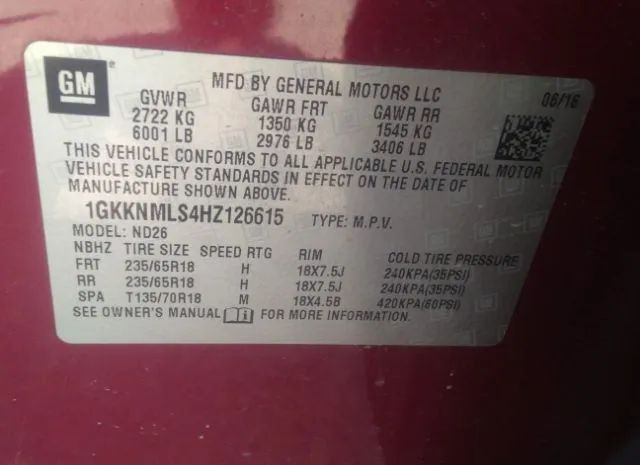 GM
MFD BY GENERAL MOTORS LLC 06/16
GVWR GAWR FRT GAWR RR
2722 KG 1350 KG 1545 KG
6001 LB 2976 LB 3406 LB
THIS VEHICLE CONFORMS TO ALL APPLICABLE U.S. FEDERAL MOTOR
VEHICLE SAFETY STANDARDS IN EFFECT ON THE DATE OF
MANUFACTURE SHOWN ABOVE.
1GKKNMLS4HZ126615 TYPE: M.P.V.
MODEL: ND26
NBHZ TIRE SIZE SPEED RTG RIM COLD TIRE PRESSURE
FRT 235/65R18 H 18X7.5J 240KPA(35PSI)
RR 235/65R18 H 18X7.5J 240KPA(35PSI)
SPA T135/70R18 M 18X4.5B 420KPA(60PSI)
SEE OWNER'S MANUAL FOR MORE INFORMATION.